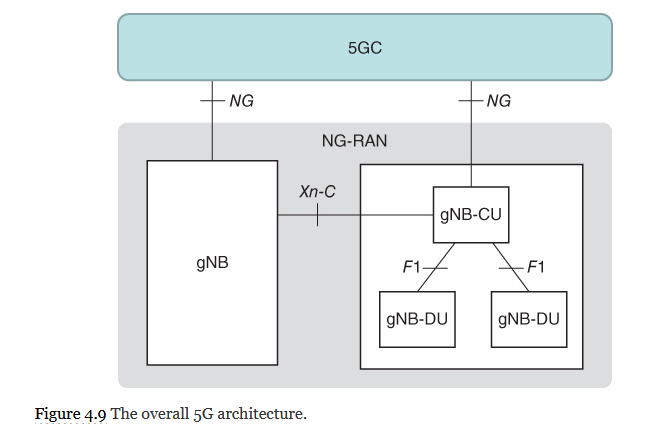 5GC
NG
NG
NG-RAN
Xn-C
gNB-CU
gNB
F1
F1
gNB-DU
gNB-DU
Figure 4.9 The overall 5G architecture.